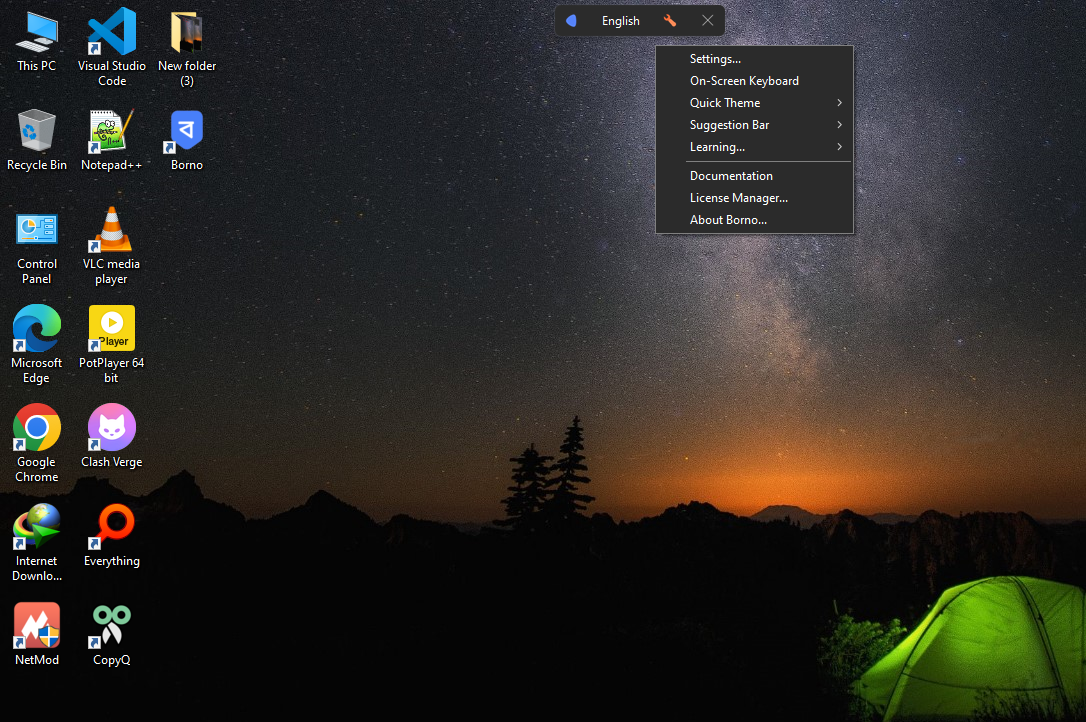 English
Settings...
On-Screen Keyboard
Quick Theme
Suggestion Bar
Learning...
Documentation
License Manager...
About Borno...
This PC
Visual Studio
Code
New folder
(3)
Recycle Bin
Notepad++
Borno
Control
Panel
VLC media
player
Microsoft
Edge
Player
PotPlayer 64
bit
Google
Chrome
Clash Verge
Internet
Downlo...
Everything
NetMod
CopyQ